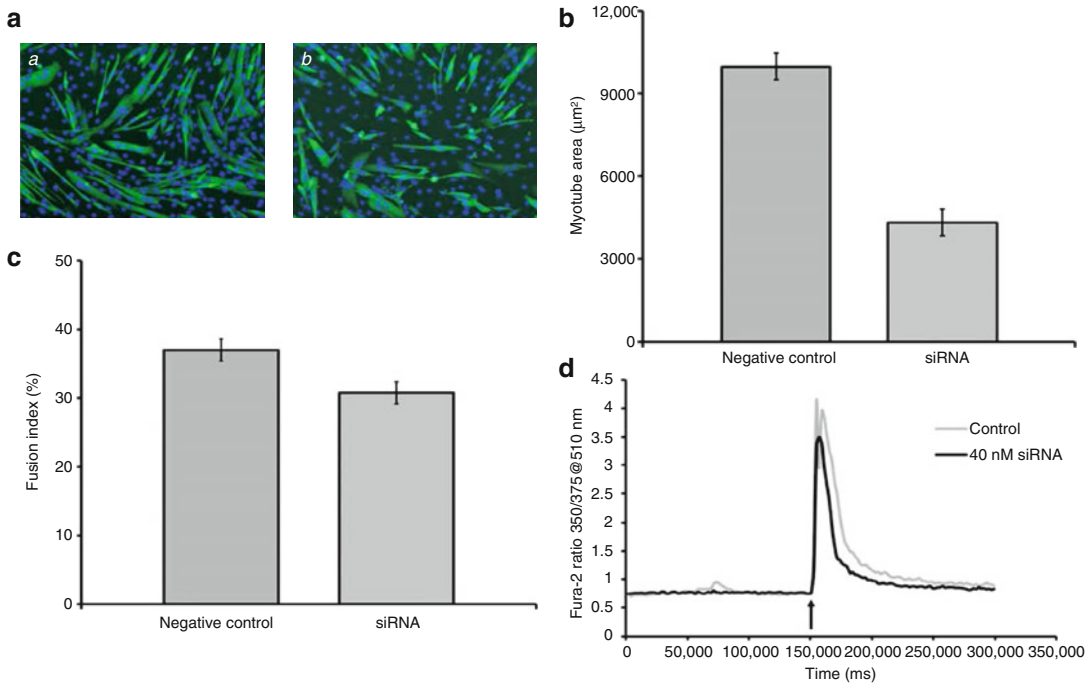 a
a
b
b
12,000
9000
6000
3000
0
Myotube area (µm²)
Negative control
siRNA
c
50
40
30
20
10
0
Fusion index (%)
Negative control
siRNA
d
4.5
4
3.5
3
2.5
2
1.5
1
0.5
0
Fura-2 ratio 350/375@510 nm
Control
40 nM siRNA
0 50,000 100,000 150,000 200,000 250,000 300,000 350,000
Time (ms)